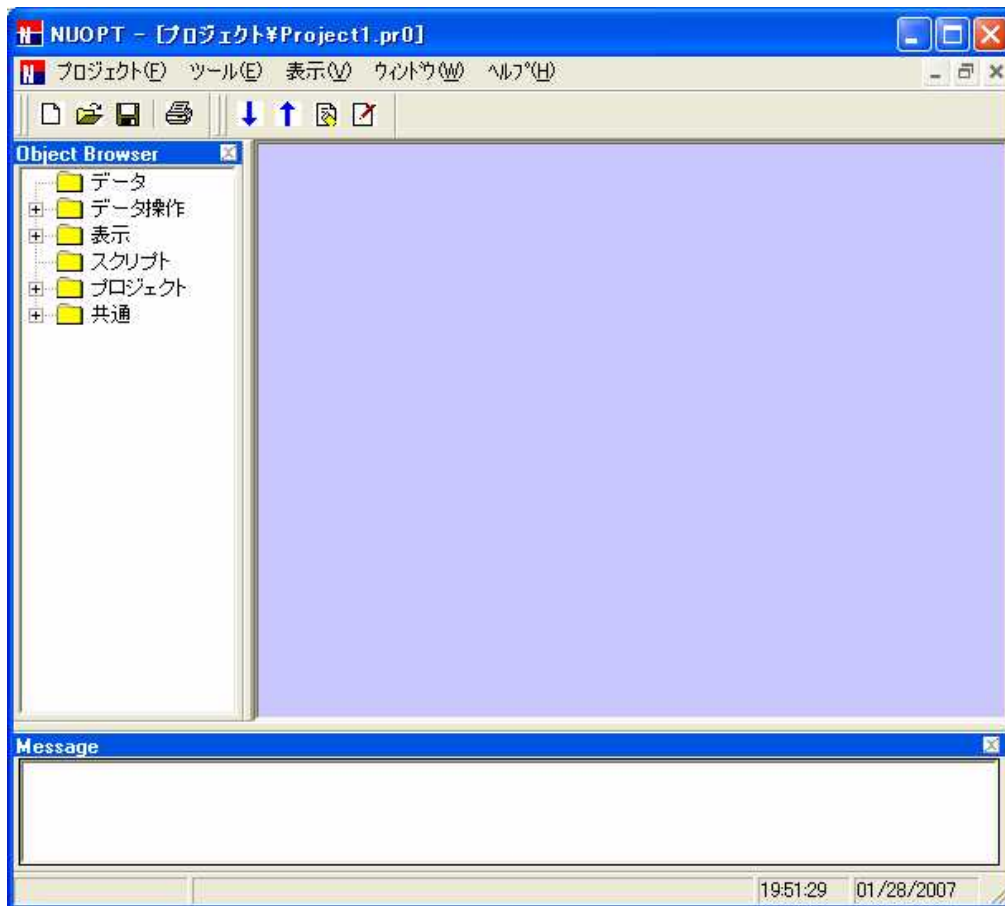 NUOPT - [プロジェクト¥Project1.pr0]
プロジェクト(F) ツール(E) 表示(V) ウィンドウ(W) ヘルプ(H)
Object Browser
データ
データ操作
表示
スクリプト
プロジェクト
共通
Message
19:51:29 01/28/2007